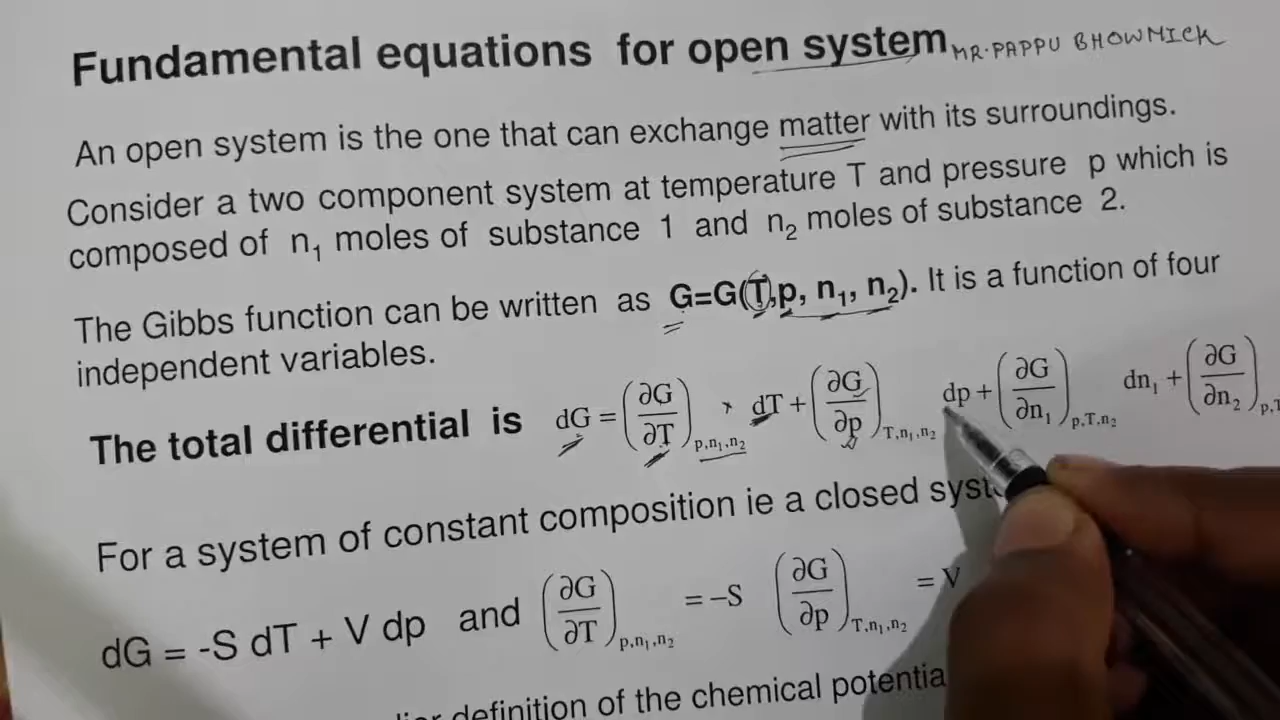 Fundamental equations for open system MR. PAPPU BHOWMICK
An open system is the one that can exchange matter with its surroundings.
Consider a two component system at temperature T and pressure p which is
composed of n₁ moles of substance 1 and n₂ moles of substance 2.
The Gibbs function can be written as G=G(T,p, n₁, n₂). It is a function of four
independent variables.
The total differential is dG = (∂G/∂T)p,n₁,n₂ dT + (∂G/∂p)T,n₁,n₂ dp + (∂G/∂n₁)p,T,n₂ dn₁ + (∂G/∂n₂)p,T
For a system of constant composition ie a closed
dG = -S dT + V dp and (∂G/∂T)p,n₁,n₂ = –S (∂G/∂p)T,n₁,n₂ = V
definition of the chemical